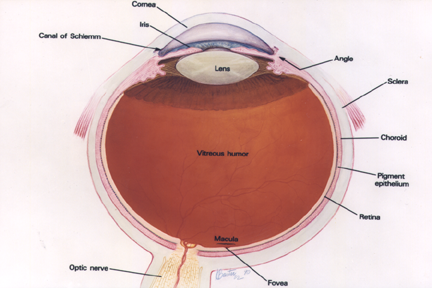 Cornea
Iris
Canal of Schlemm
Angle
Lens
Sclera
Choroid
Vitreous humor
Pigment
epithelium
Retina
Macula
Optic nerve
Fovea